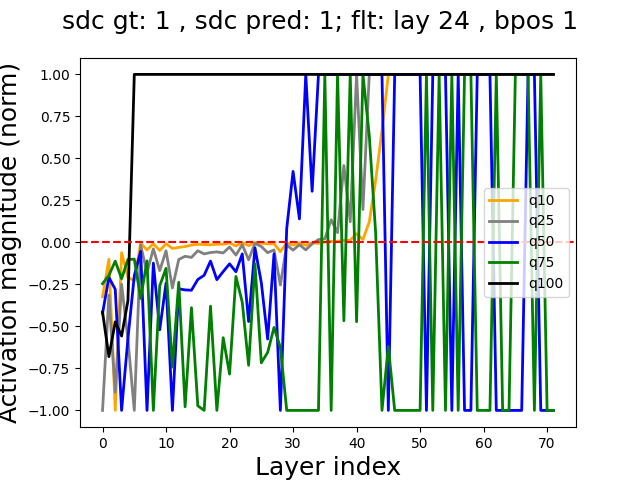 sdc gt: 1 , sdc pred: 1; flt: lay 24 , bpos 1
Activation magnitude (norm)
1.00
0.75
0.50
0.25
0.00
−0.25
−0.50
−0.75
−1.00
q10
q25
q50
q75
q100
0 10 20 30 40 50 60 70
Layer index